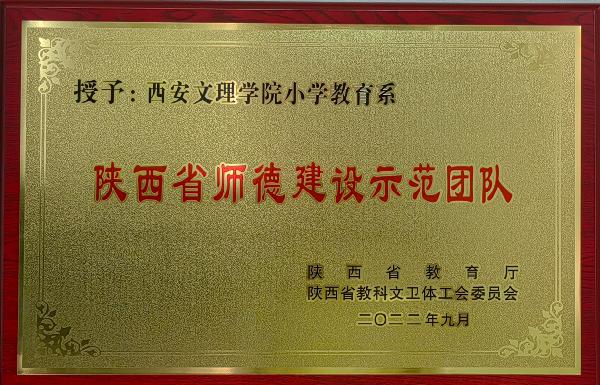 授予：西安文理学院小学教育系
陕西省师德建设示范团队
陕西省教育厅
陕西省教科文卫体工会委员会
二〇二二年九月